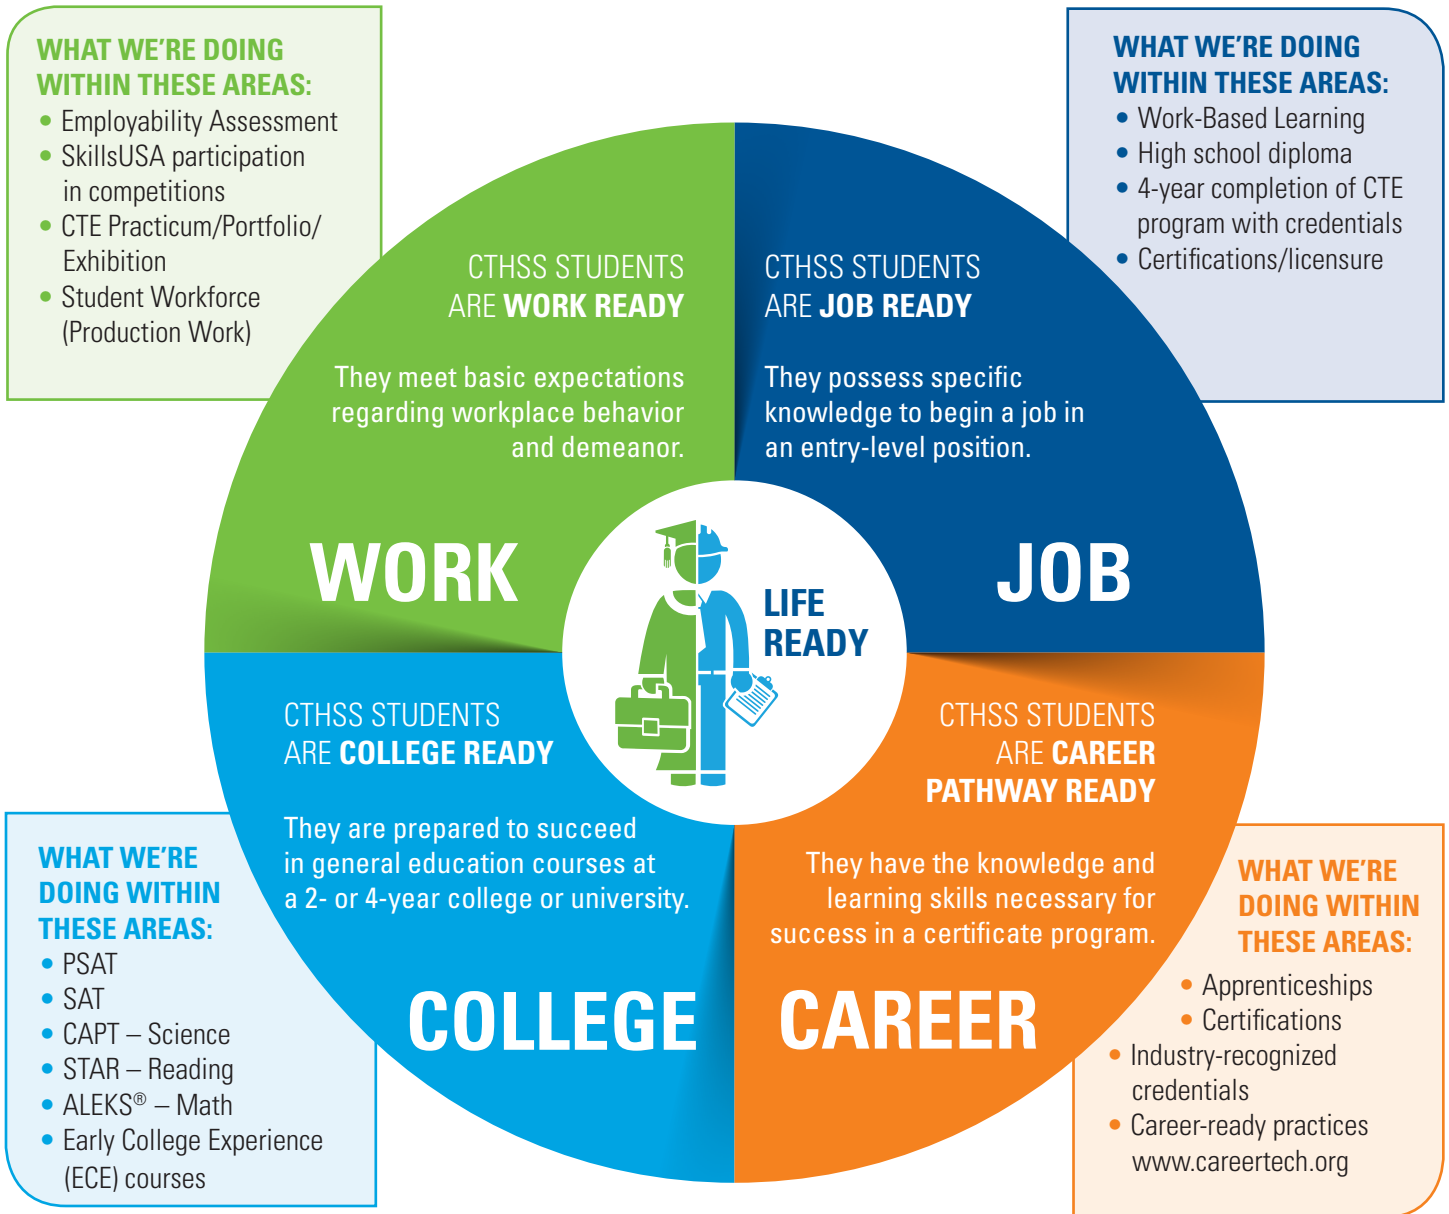 WHAT WE'RE DOING
WITHIN THESE AREAS:
• Employability Assessment
• SkillsUSA participation
in competitions
• CTE Practicum/Portfolio/
Exhibition
• Student Workforce
(Production Work)
WHAT WE'RE DOING
WITHIN THESE AREAS:
• Work-Based Learning
• High school diploma
• 4-year completion of CTE
program with credentials
• Certifications/licensure
CTHSS STUDENTS
ARE WORK READY
They meet basic expectations
regarding workplace behavior
and demeanor.
WORK
CTHSS STUDENTS
ARE JOB READY
They possess specific
knowledge to begin a job in
an entry-level position.
JOB
LIFE
READY
CTHSS STUDENTS
ARE COLLEGE READY
They are prepared to succeed
in general education courses at
a 2- or 4-year college or university.
COLLEGE
CTHSS STUDENTS
ARE CAREER
PATHWAY READY
They have the knowledge and
learning skills necessary for
success in a certificate program.
CAREER
WHAT WE'RE
DOING WITHIN
THESE AREAS:
• PSAT
• SAT
• CAPT – Science
• STAR – Reading
• ALEKS® – Math
• Early College Experience
(ECE) courses
WHAT WE'RE
DOING WITHIN
THESE AREAS:
• Apprenticeships
• Certifications
• Industry-recognized
credentials
• Career-ready practices
www.careertech.org